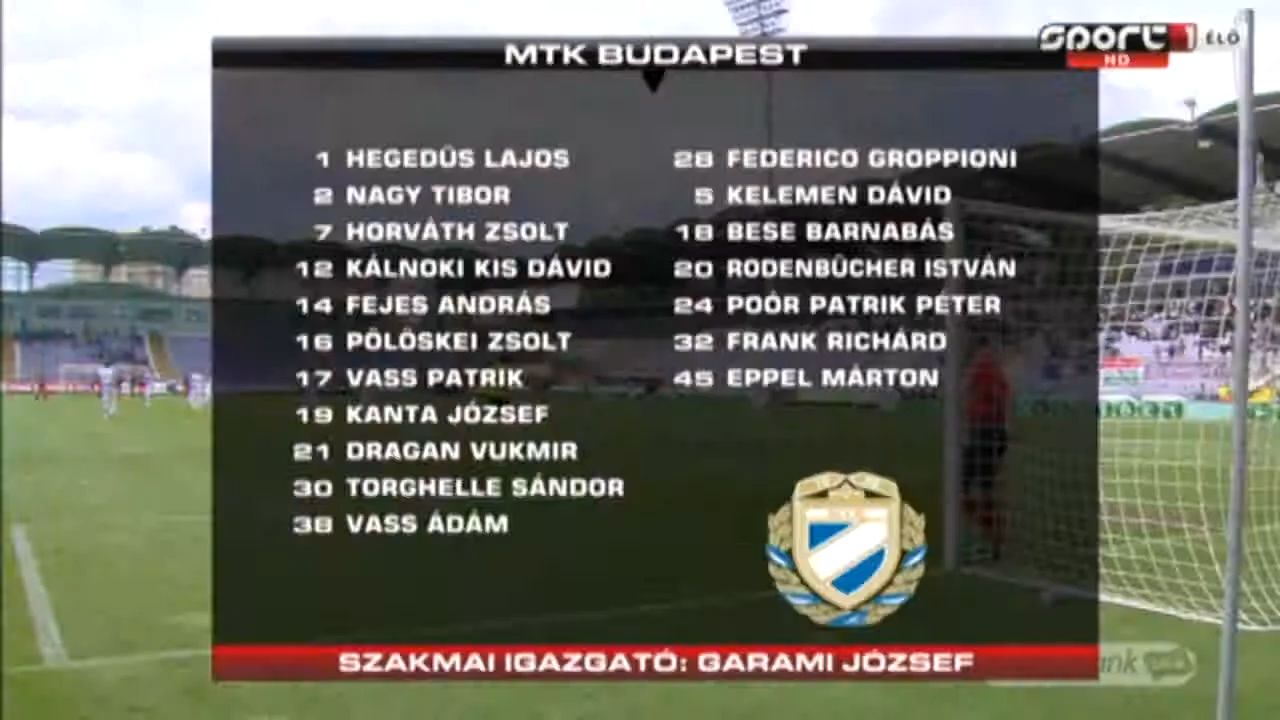 MTK BUDAPEST
sport 1 ÉLŐ
HD
1 HEGEDŰS LAJOS
2 NAGY TIBOR
7 HORVÁTH ZSOLT
12 KÁLNOKI KIS DÁVID
14 FEJES ANDRÁS
16 PÖLÖSKEI ZSOLT
17 VASS PATRIK
19 KANTA JÓZSEF
21 DRAGAN VUKMIR
30 TORGHELLE SÁNDOR
38 VASS ÁDÁM
28 FEDERICO GROPPIONI
5 KELEMEN DÁVID
18 BESE BARNABÁS
20 RODENBÜCHER ISTVÁN
24 POÓR PATRIK PÉTER
32 FRANK RICHÁRD
45 EPPEL MÁRTON
SZAKMAI IGAZGATÓ: GARAMI JÓZSEF